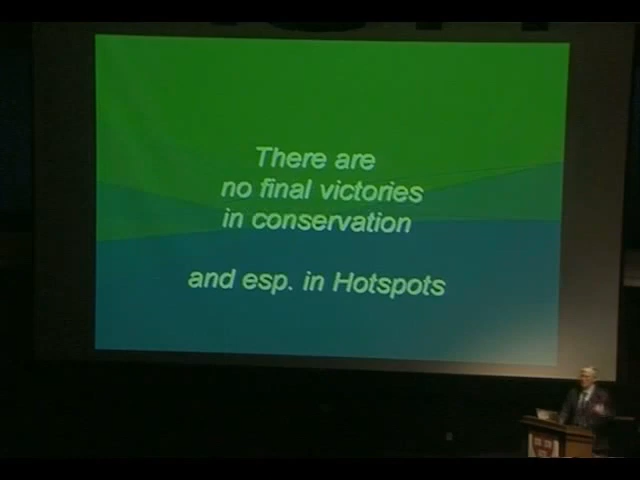 There are
no final victories
in conservation
and esp. in Hotspots